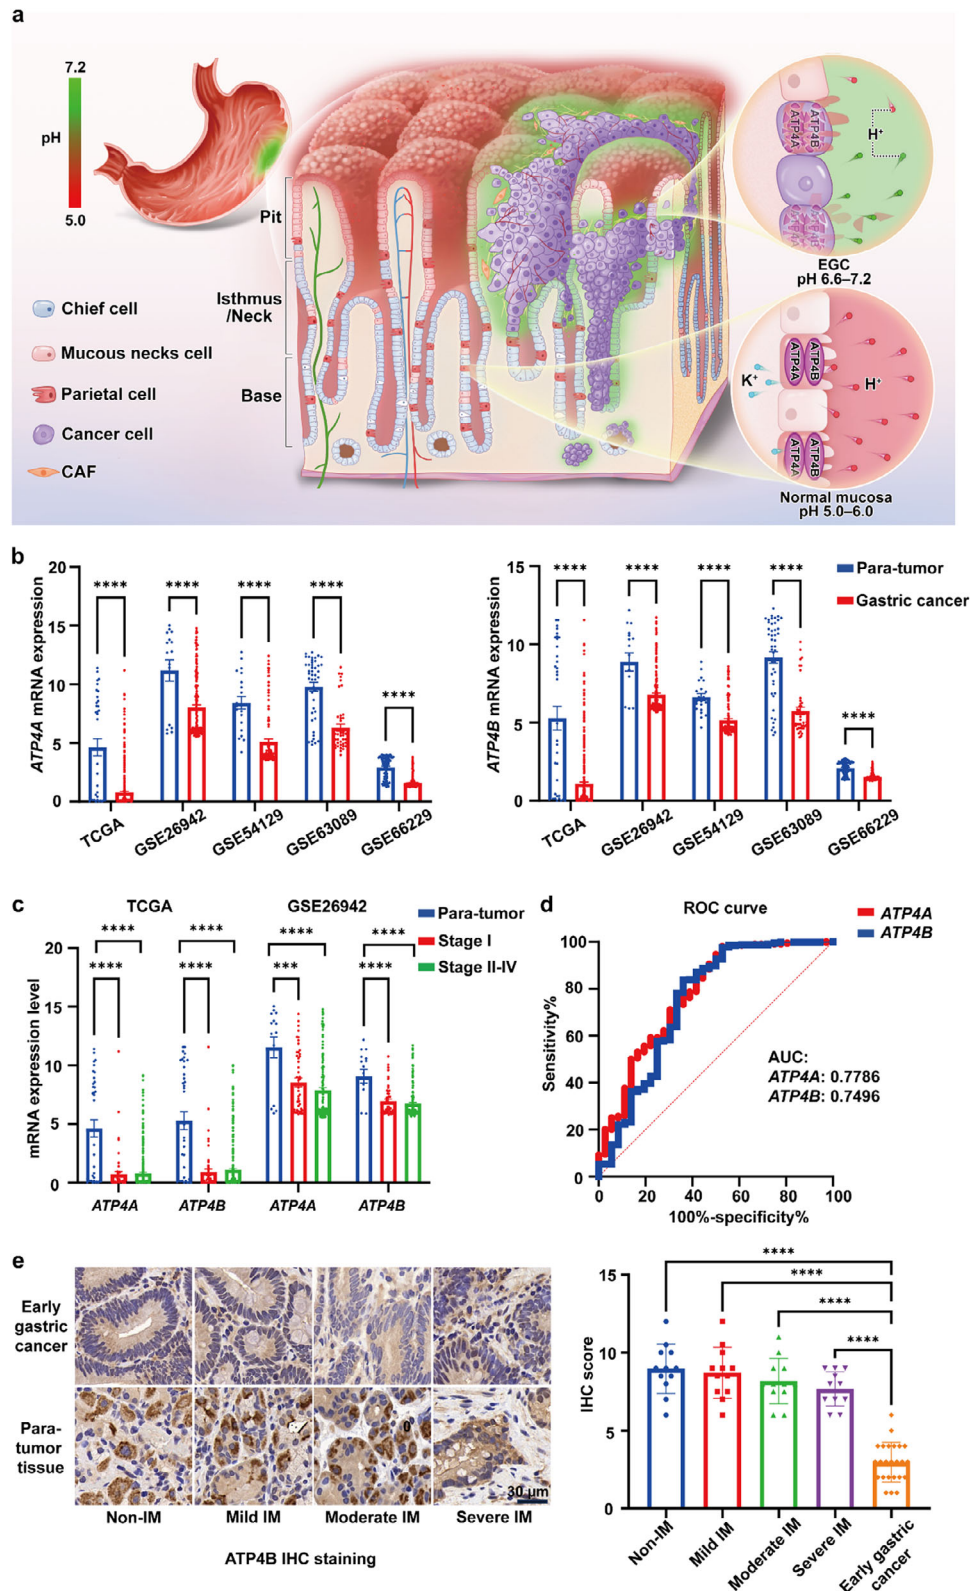 a
7.2
pH
5.0
Pit
Isthmus
/Neck
Base
Chief cell
Mucous necks cell
Parietal cell
Cancer cell
CAF
ATP4A
ATP4B
H+
EGC
pH 6.6–7.2
K+
ATP4A
ATP4B
H+
ATP4A
ATP4B
Normal mucosa
pH 5.0–6.0
b
ATP4A mRNA expression
20
15
10
5
0
**** **** **** **** ****
TCGA GSE26942 GSE54129 GSE63089 GSE66229
ATP4B mRNA expression
15
10
5
0
**** **** **** **** ****
TCGA GSE26942 GSE54129 GSE63089 GSE66229
Para-tumor
Gastric cancer
c
TCGA GSE26942
Para-tumor
Stage I
Stage II-IV
mRNA expression level
20
15
10
5
0
**** **** **** ****
**** **** *** ****
ATP4A ATP4B ATP4A ATP4B
d
ROC curve
ATP4A
ATP4B
Sensitivity%
100
80
60
40
20
0
AUC:
ATP4A: 0.7786
ATP4B: 0.7496
0 20 40 60 80 100
100%-specificity%
e
Early
gastric
cancer
Para-
tumor
tissue
30 μm
Non-IM Mild IM Moderate IM Severe IM
ATP4B IHC staining
IHC score
15
10
5
0
****
****
****
****
Non-IM Mild IM Moderate IM Severe IM Early gastric
cancer